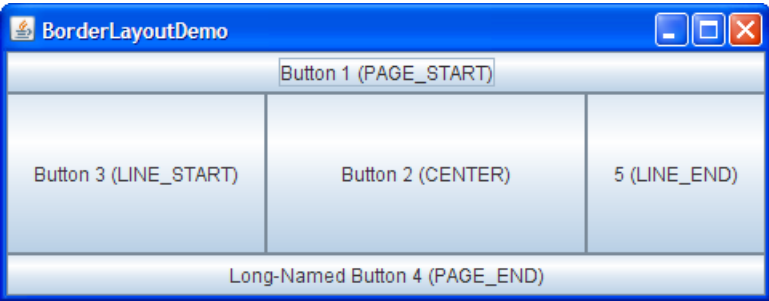 BorderLayoutDemo
Button 1 (PAGE_START)
Button 3 (LINE_START)
Button 2 (CENTER)
5 (LINE_END)
Long-Named Button 4 (PAGE_END)